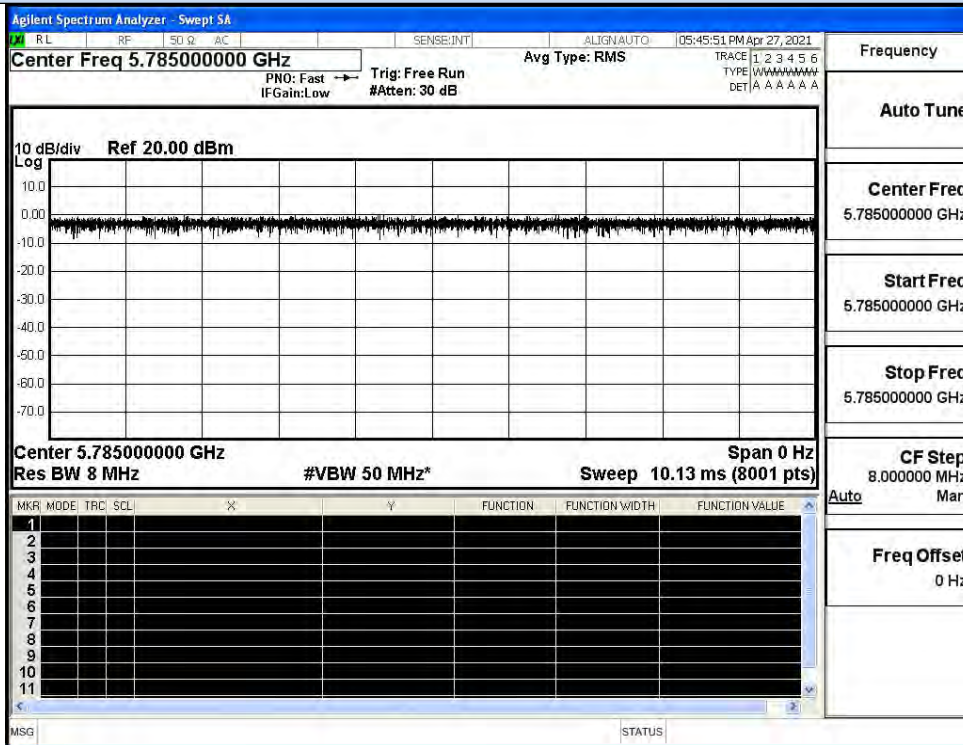 Agilent Spectrum Analyzer - Swept SA
LXI RL RF 50 Ω AC SENSE:INT ALIGNAUTO 05:45:51 PM Apr 27, 2021
Center Freq 5.785000000 GHz
Avg Type: RMS
TRACE 1 2 3 4 5 6
TYPE WWWWWW
DET A A A A A A
PNO: Fast
IFGain:Low
Trig: Free Run
#Atten: 30 dB
10 dB/div Ref 20.00 dBm
Log
10.0
0.00
-10.0
-20.0
-30.0
-40.0
-50.0
-60.0
-70.0
Center 5.785000000 GHz Span 0 Hz
Res BW 8 MHz #VBW 50 MHz* Sweep 10.13 ms (8001 pts)
MKR MODE TRC SCL X Y FUNCTION FUNCTION WIDTH FUNCTION VALUE
1
2
3
4
5
6
7
8
9
10
11
MSG STATUS
Frequency
Auto Tune
Center Freq
5.785000000 GHz
Start Freq
5.785000000 GHz
Stop Freq
5.785000000 GHz
CF Step
8.000000 MHz
Auto Man
Freq Offset
0 Hz